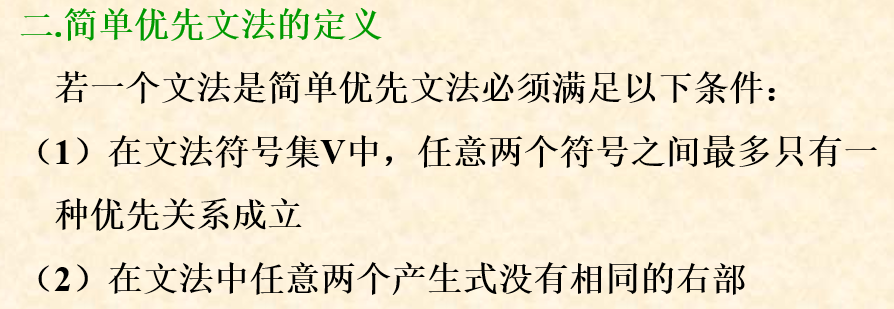 二.简单优先文法的定义
若一个文法是简单优先文法必须满足以下条件：
（1）在文法符号集V中，任意两个符号之间最多只有一
种优先关系成立
（2）在文法中任意两个产生式没有相同的右部